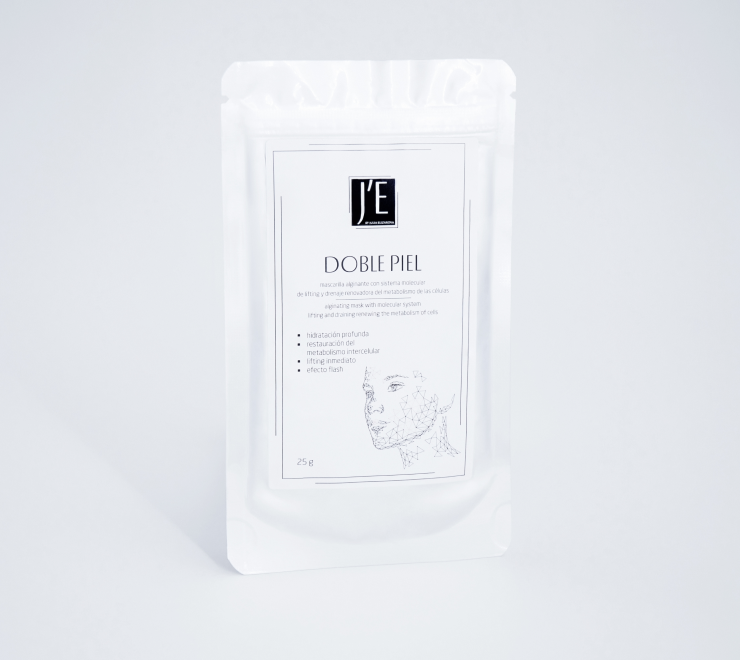 J'E
DOBLE PIEL
mascarilla alginante con sistema molecular
de lifting y drenaje renovadora del metabolismo de las células
alginating mask with molecular system
lifting and draining renewing the metabolism of cells
hidratación profunda
restauración del
metabolismo intercelular
lifting inmediato
efecto flash
25 g